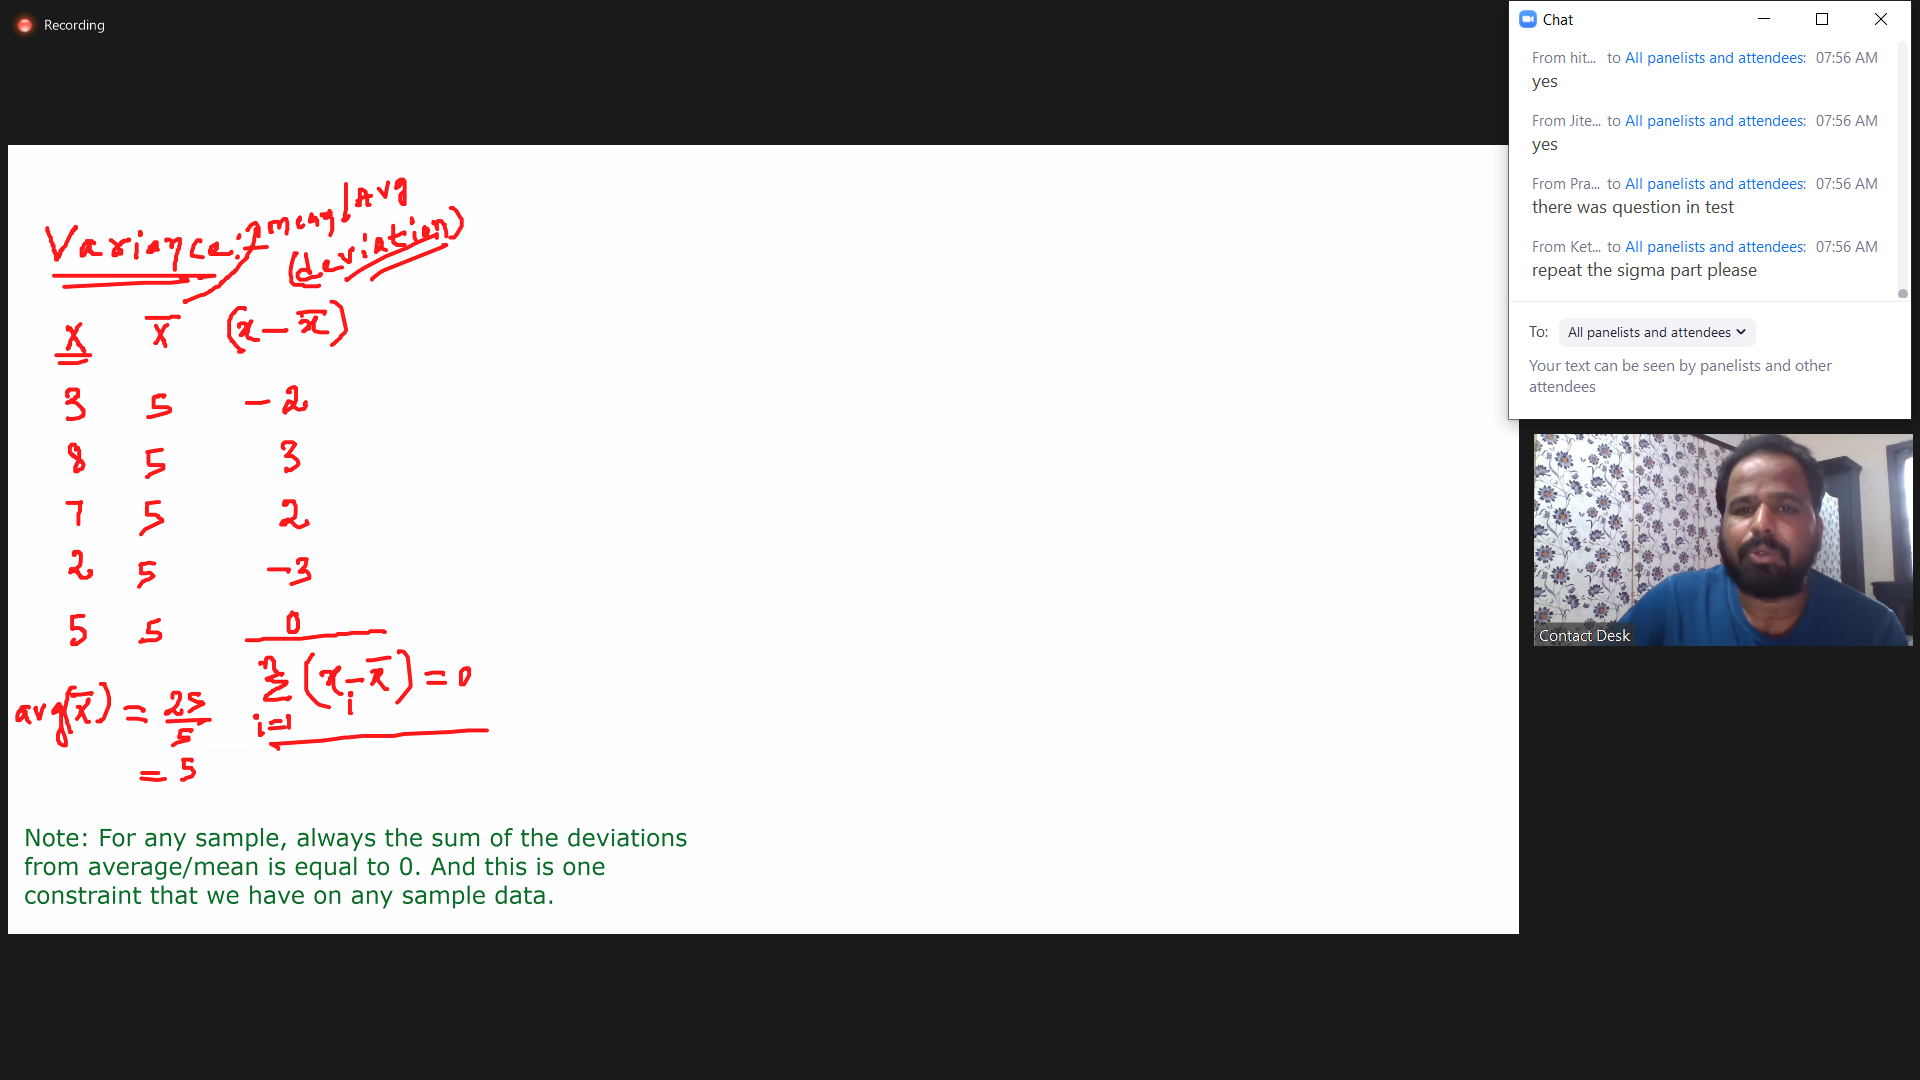 Recording
Variance: mean/Avg
(deviation)
X X̅ (x-x̅)
3 5 -2
8 5 3
7 5 2
2 5 -3
5 5 0
n
Σ (xᵢ-x̅) = 0
i=1
avg(x̅) = 25/5
= 5
Note: For any sample, always the sum of the deviations
from average/mean is equal to 0. And this is one
constraint that we have on any sample data.
Chat
From hit... to All panelists and attendees: 07:56 AM
yes
From Jite... to All panelists and attendees: 07:56 AM
yes
From Pra... to All panelists and attendees: 07:56 AM
there was question in test
From Ket... to All panelists and attendees: 07:56 AM
repeat the sigma part please
To: All panelists and attendees
Your text can be seen by panelists and other
attendees
Contact Desk